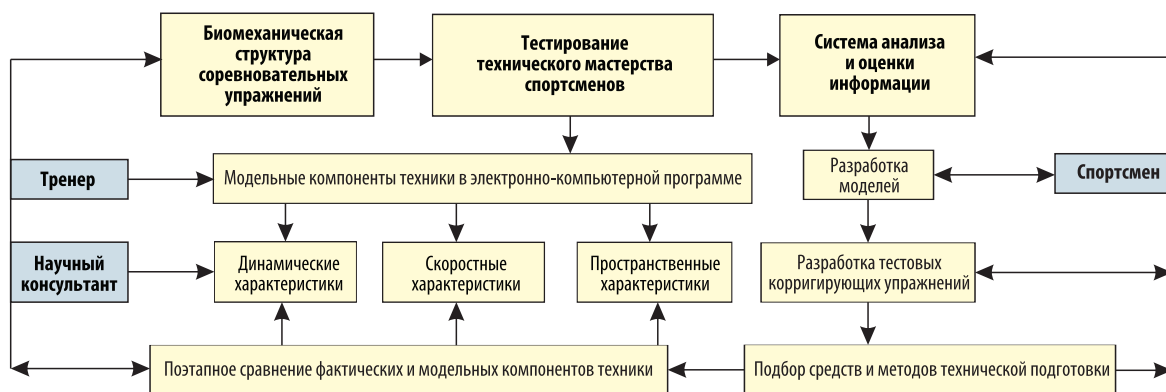 Биомеханическая
структура
соревновательных
упражнений
Тестирование
технического мастерства
спортсменов
Система анализа
и оценки
информации
Тренер
Модельные компоненты техники в электронно-компьютерной программе
Разработка
моделей
Спортсмен
Научный
консультант
Динамические
характеристики
Скоростные
характеристики
Пространственные
характеристики
Разработка тестовых
корригирующих упражнений
Поэтапное сравнение фактических и модельных компонентов техники
Подбор средств и методов технической подготовки